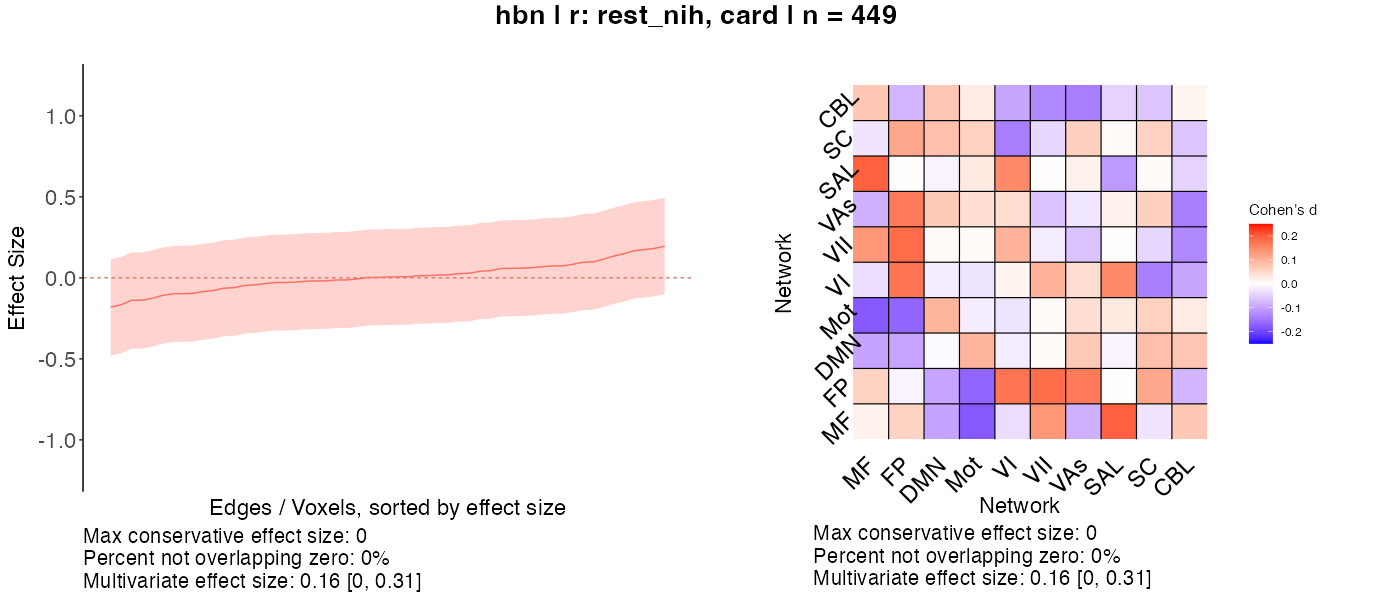 hbn | r: rest_nih, card | n = 449
Effect Size
1.0
0.5
0.0
-0.5
-1.0
Edges / Voxels, sorted by effect size
Max conservative effect size: 0
Percent not overlapping zero: 0%
Multivariate effect size: 0.16 [0, 0.31]
Network
CBL
SC
SAL
VAs
VII
VI
Mot
DMN
FP
MF
MF FP DMN Mot VI VII VAs SAL SC CBL
Network
Max conservative effect size: 0
Percent not overlapping zero: 0%
Multivariate effect size: 0.16 [0, 0.31]
Cohen's d
0.2
0.1
0.0
-0.1
-0.2